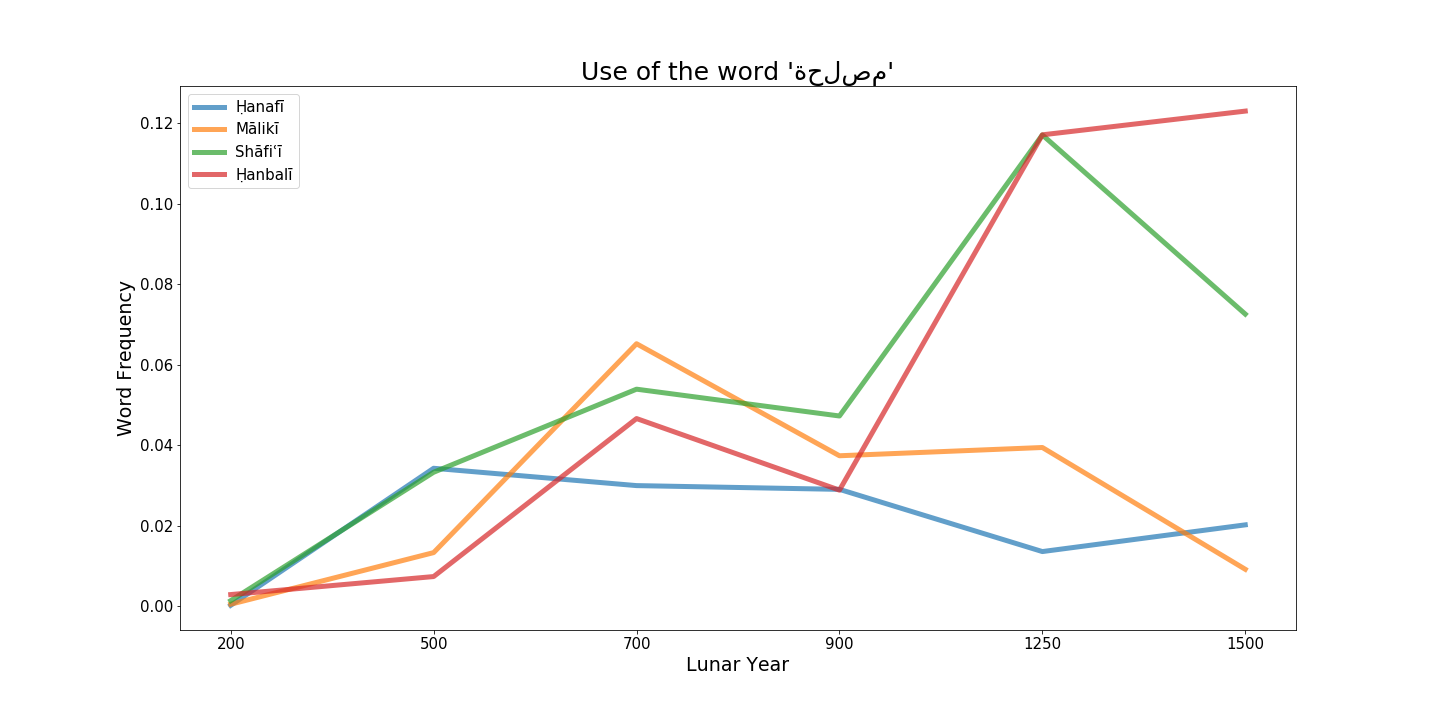 Use of the word 'مصلحة'
Ḥanafī
Mālikī
Shāfiʿī
Ḥanbalī
0.12
0.10
0.08
0.06
0.04
0.02
0.00
Word Frequency
200 500 700 900 1250 1500
Lunar Year